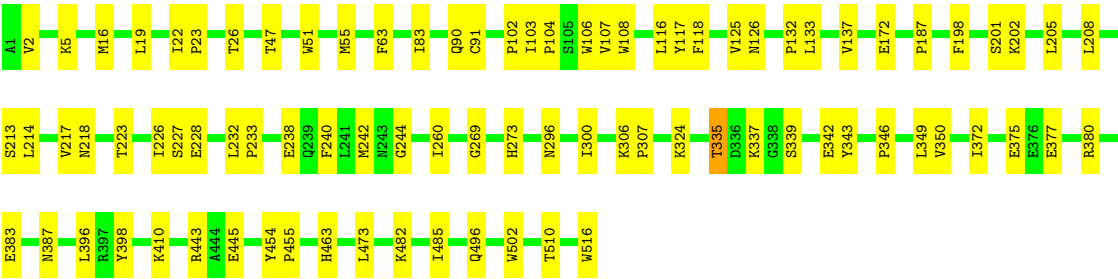 A1 V2 K5 M16 L19 I22 P23 T26 T47 W51 M55 F63 I83 Q90 C91 P102 I103 P104 S105 W106 V107 W108 L116 Y117 F118 V125 N126 P132 L133 V137 E172 P187 F198 S201 K202 L205 L208
S213 L214 V217 N218 T223 I226 S227 E228 L232 P233 E238 Q239 F240 L241 M242 N243 G244 I260 G269 H273 N296 I300 K306 P307 K324 T335 D336 K337 G338 S339 E342 Y343 P346 L349 V350 I372 E375 E376 E377 R380
E383 N387 L396 R397 Y398 K410 R443 A444 E445 Y454 P455 H463 L473 K482 I485 Q496 W502 T510 W516